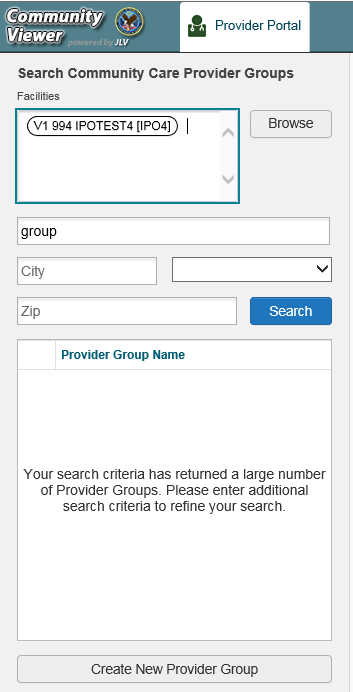 Community
Viewer
powered by JLV
Provider Portal
Search Community Care Provider Groups
Facilities
V1 994 IPOTEST4 [IPO4]
Browse
group
City
Zip
Search
Provider Group Name
Your search criteria has returned a large number
of Provider Groups. Please enter additional
search criteria to refine your search.
Create New Provider Group